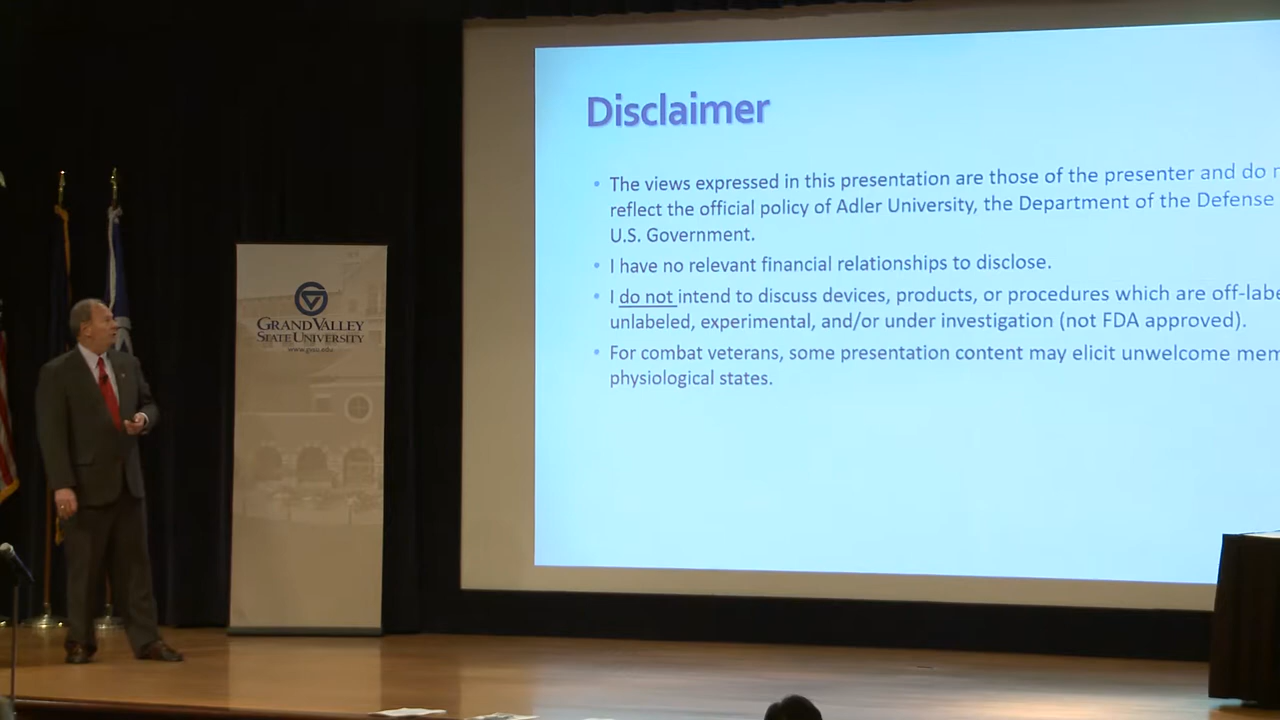 Disclaimer
• The views expressed in this presentation are those of the presenter and do
reflect the official policy of Adler University, the Department of the Defense
U.S. Government.
• I have no relevant financial relationships to disclose.
• I do not intend to discuss devices, products, or procedures which are off-labe
unlabeled, experimental, and/or under investigation (not FDA approved).
• For combat veterans, some presentation content may elicit unwelcome mem
physiological states.
GRAND VALLEY
STATE UNIVERSITY
www.gvsu.edu